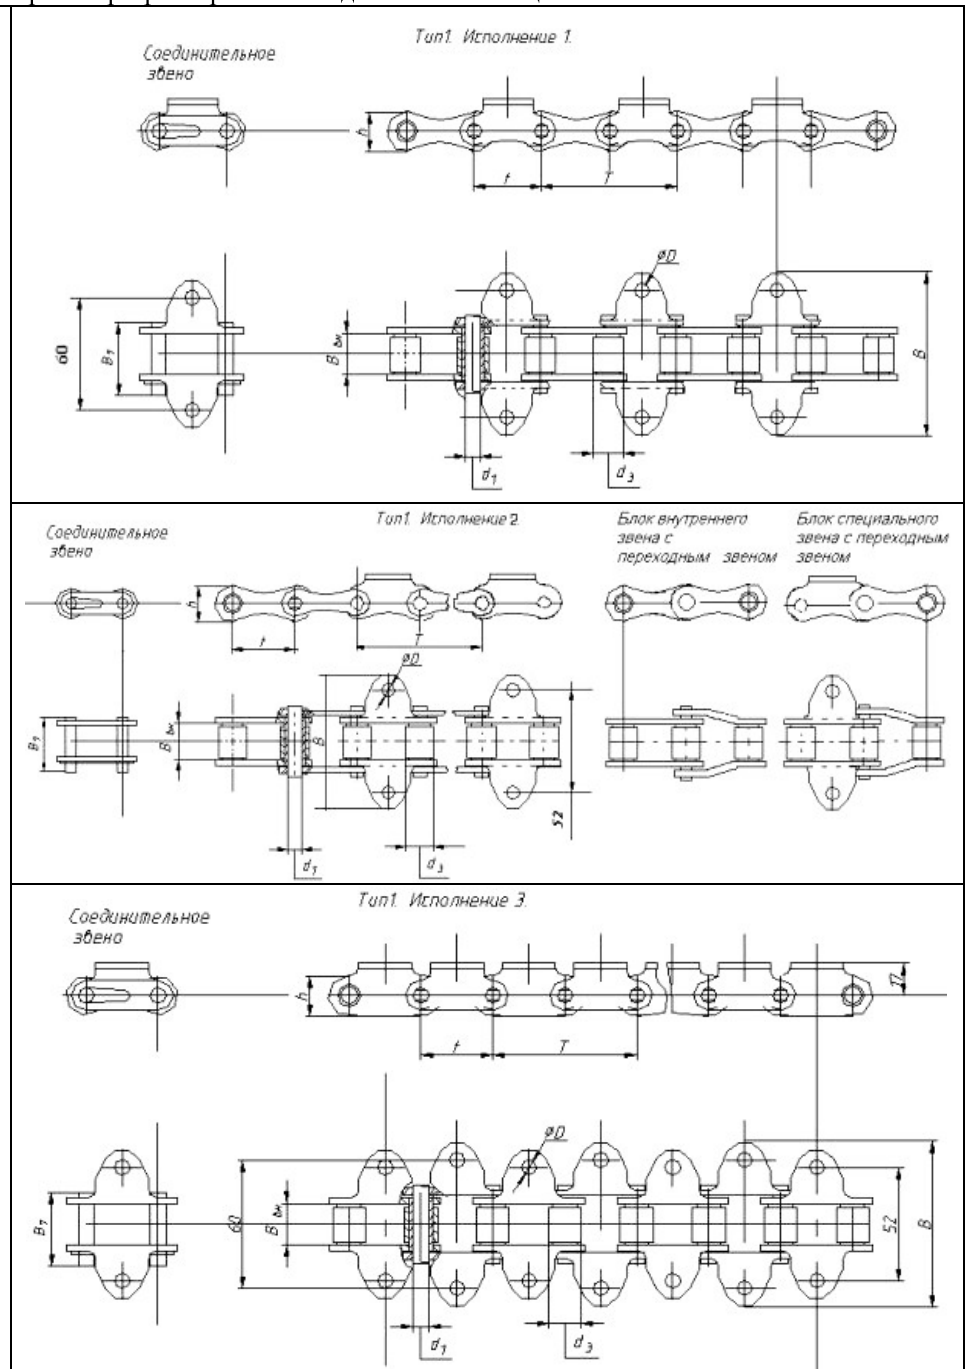 Тип1. Исполнение 1.
Соединительное
звено
h
t
T
ØD
60
B₁
B вн
B
d₁
d₃
Тип1. Исполнение 2.
Соединительное
звено
Блок внутреннего
звена с
переходным звеном
Блок специального
звена с переходным
звеном
h
t
T
ØD
B₁
B вн
B
52
d₁
d₃
Тип1. Исполнение 3.
Соединительное
звено
h
17
t
T
ØD
B₁
60
B вн
52
B
d₁
d₃